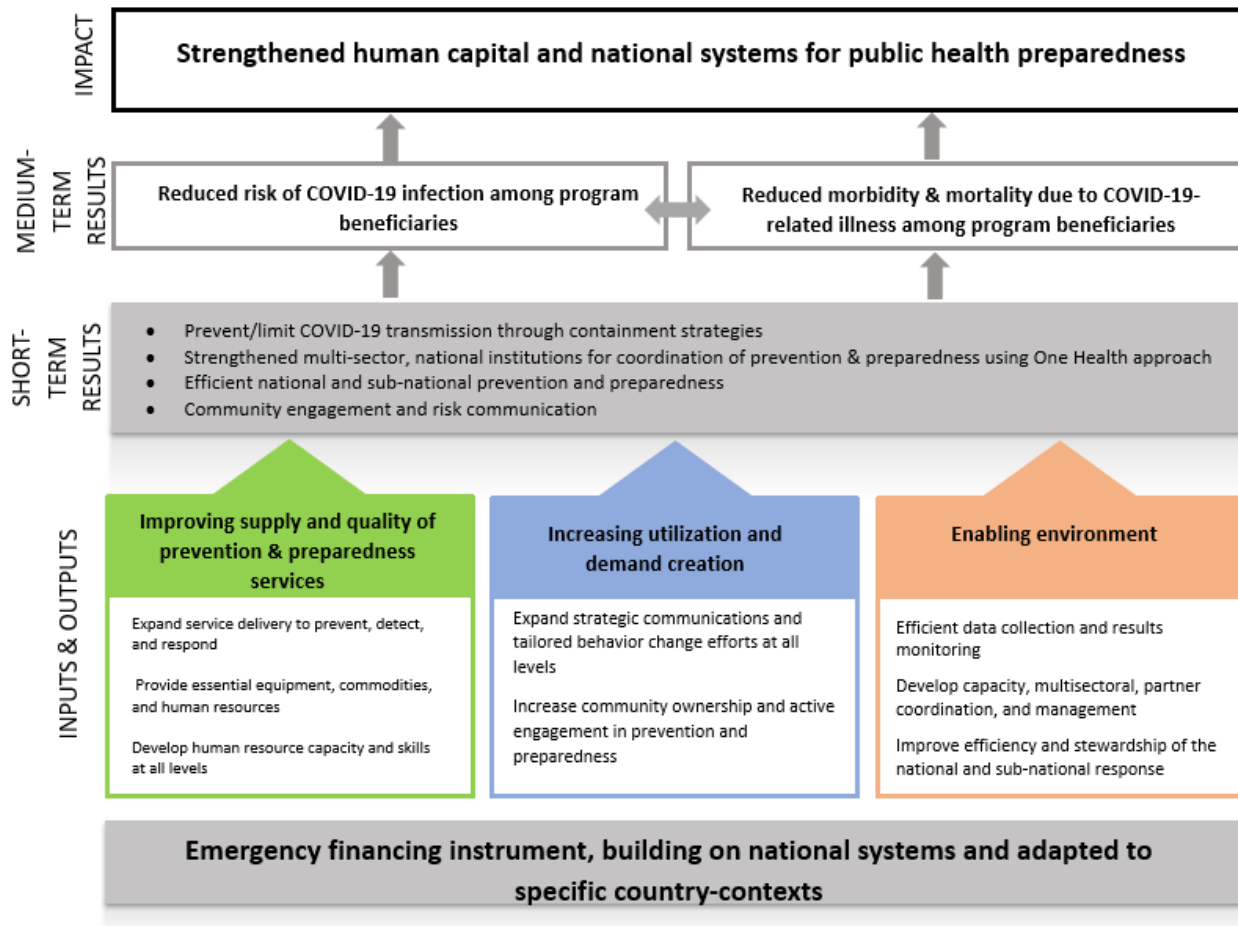 IMPACT
Strengthened human capital and national systems for public health preparedness
MEDIUM-
TERM
RESULTS
Reduced risk of COVID-19 infection among program
beneficiaries
Reduced morbidity & mortality due to COVID-19-
related illness among program beneficiaries
SHORT-
TERM
RESULTS
• Prevent/limit COVID-19 transmission through containment strategies
• Strengthened multi-sector, national institutions for coordination of prevention & preparedness using One Health approach
• Efficient national and sub-national prevention and preparedness
• Community engagement and risk communication
INPUTS & OUTPUTS
Improving supply and quality of
prevention & preparedness
services
Expand service delivery to prevent, detect,
and respond
Provide essential equipment, commodities,
and human resources
Develop human resource capacity and skills
at all levels
Increasing utilization and
demand creation
Expand strategic communications and
tailored behavior change efforts at all
levels
Increase community ownership and active
engagement in prevention and
preparedness
Enabling environment
Efficient data collection and results
monitoring
Develop capacity, multisectoral, partner
coordination, and management
Improve efficiency and stewardship of the
national and sub-national response
Emergency financing instrument, building on national systems and adapted to
specific country-contexts